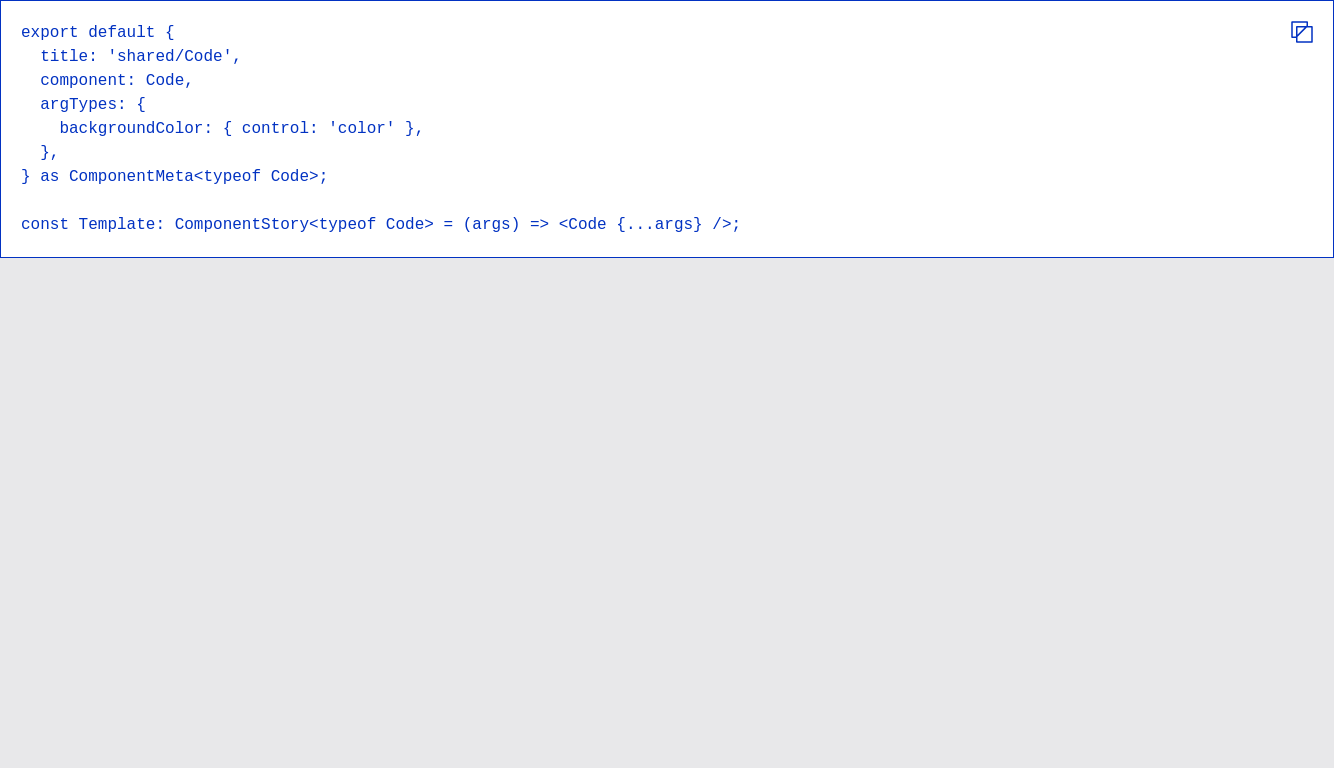 export default {
  title: 'shared/Code',
  component: Code,
  argTypes: {
    backgroundColor: { control: 'color' },
  },
} as ComponentMeta<typeof Code>;

const Template: ComponentStory<typeof Code> = (args) => <Code {...args} />;